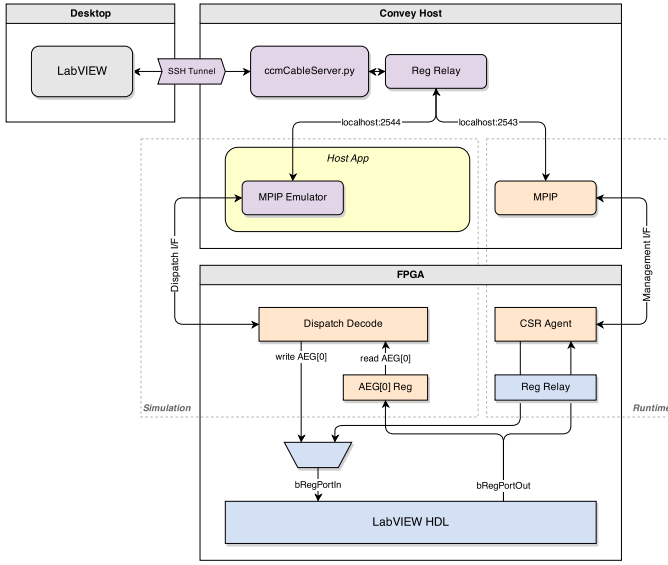 Desktop
Convey Host
LabVIEW
SSH Tunnel
ccmCableServer.py
Reg Relay
localhost:2544
localhost:2543
Host App
MPIP Emulator
MPIP
Dispatch I/F
Management I/F
FPGA
Dispatch Decode
CSR Agent
write AEG[0]
read AEG[0]
AEG[0] Reg
Reg Relay
Simulation
Runtime
bRegPortIn
bRegPortOut
LabVIEW HDL